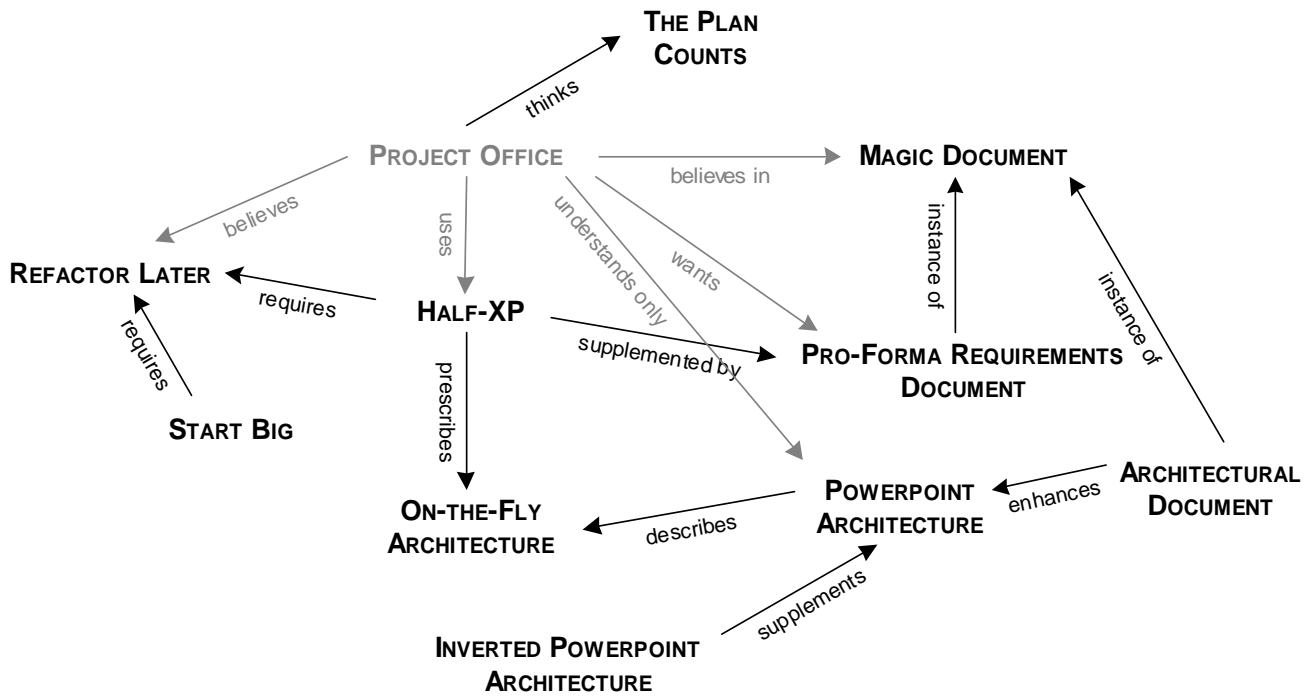 THE PLAN
COUNTS
thinks
PROJECT OFFICE
MAGIC DOCUMENT
believes in
believes
uses
understands only
wants
instance of
instance of
REFACTOR LATER
requires
HALF-XP
requires
supplemented by
PRO-FORMA REQUIREMENTS
DOCUMENT
prescribes
START BIG
ARCHITECTURAL
DOCUMENT
enhances
POWERPOINT
ARCHITECTURE
ON-THE-FLY
ARCHITECTURE
describes
supplements
INVERTED POWERPOINT
ARCHITECTURE